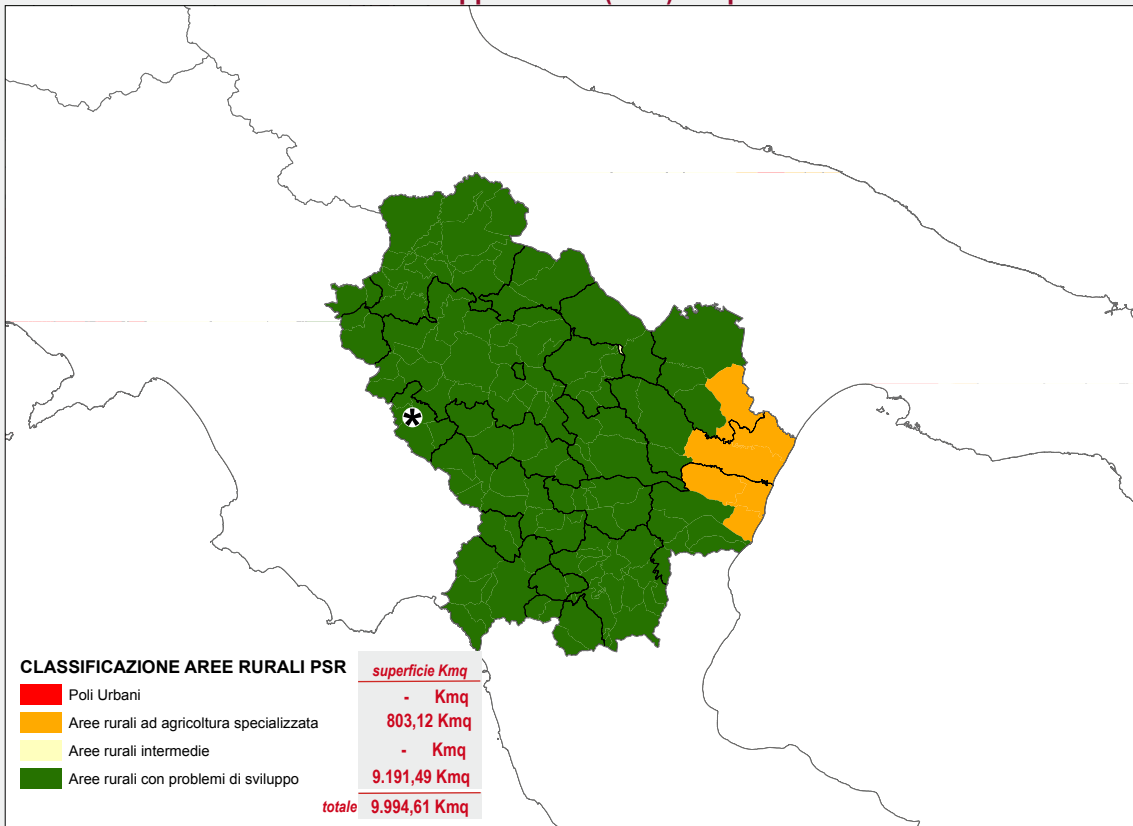 CLASSIFICAZIONE AREE RURALI PSR superficie Kmq
Poli Urbani - Kmq
Aree rurali ad agricoltura specializzata 803,12 Kmq
Aree rurali intermedie - Kmq
Aree rurali con problemi di sviluppo 9.191,49 Kmq
totale 9.994,61 Kmq
*